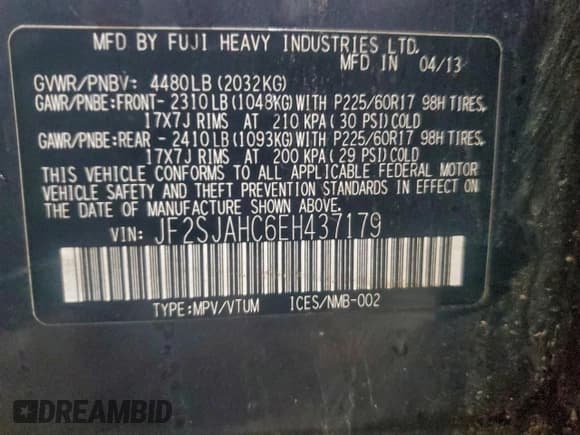 MFD BY FUJI HEAVY INDUSTRIES LTD.
MFD IN 04/13
GVWR/PNBV: 4480LB (2032KG)
GAWR/PNBE:FRONT- 2310LB (1048KG) WITH P225/60R17 98H TIRES,
17X7J RIMS AT 210 KPA (30 PSI) COLD
GAWR/PNBE:REAR - 2410LB (1093KG) WITH P225/60R17 98H TIRES,
17X7J RIMS AT 200 KPA (29 PSI) COLD
THIS VEHICLE CONFORMS TO ALL APPLICABLE FEDERAL MOTOR
VEHICLE SAFETY AND THEFT PREVENTION STANDARDS IN EFFECT ON
THE DATE OF MANUFACTURE SHOWN ABOVE.
VIN: JF2SJAHC6EH437179
TYPE:MPV/VTUM ICES/NMB-002
DREAMBID